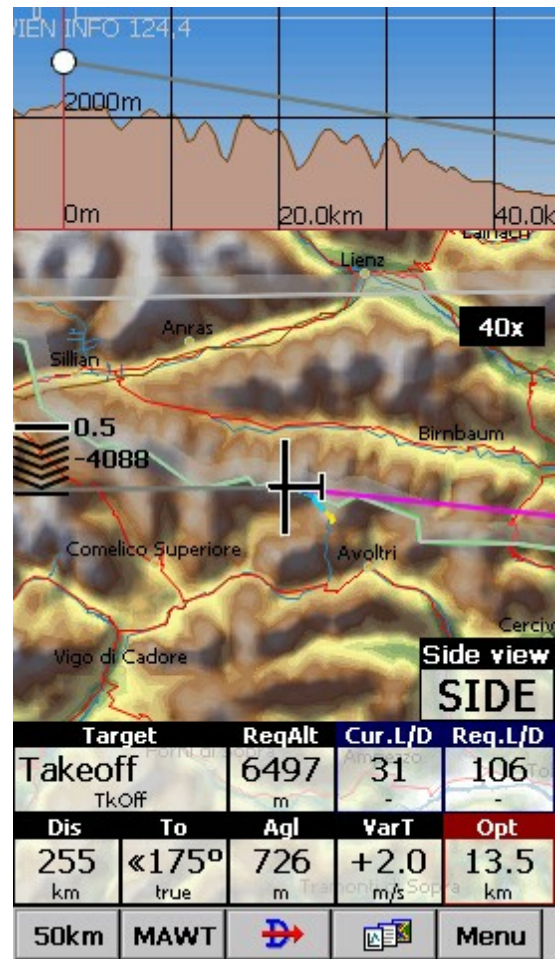 WIEN INFO 124,4
2000m
0m
20.0km
40.0k
Lienz
40x
Anras
Sillian
0.5
Birnbaum
-4088
Comelico Superiore
Avoltri
Vigo di Cadore
Side view
SIDE
Target ReqAlt Cur.L/D Req.L/D
Takeoff 6497 31 106
TkOff m - -
Dis To Agl VarT Opt
255 «175° 726 +2.0 13.5
km true m m/s km
50km MAWT D Menu